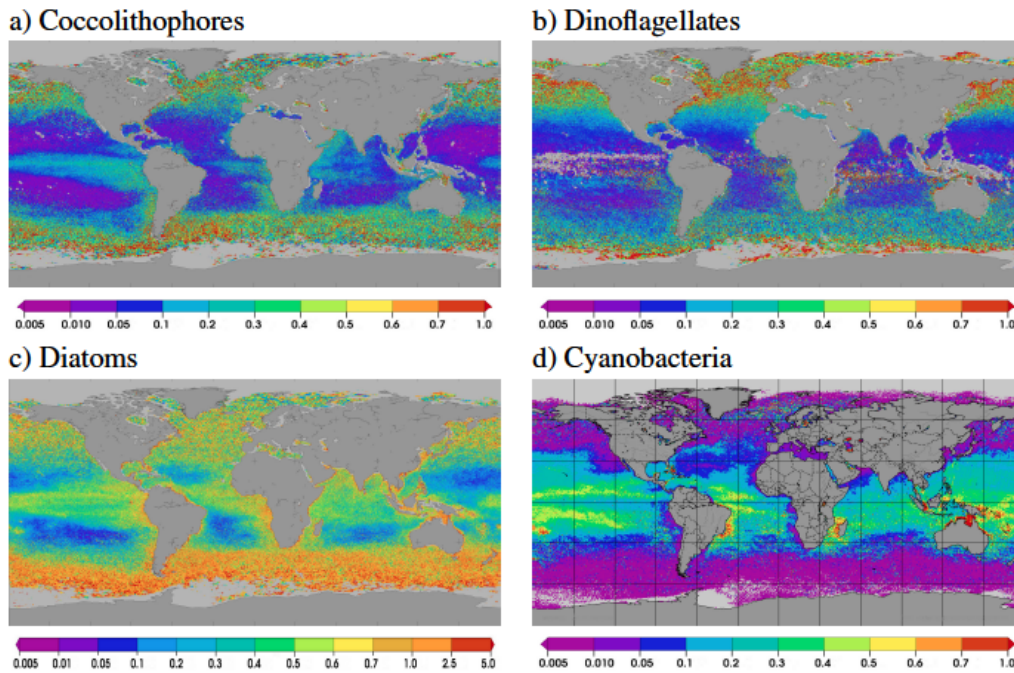 a) Coccolithophores
b) Dinoflagellates
0.005 0.010 0.05 0.1 0.2 0.3 0.4 0.5 0.6 0.7 1.0
0.005 0.010 0.05 0.1 0.2 0.3 0.4 0.5 0.6 0.7 1.0
c) Diatoms
d) Cyanobacteria
0.005 0.01 0.05 0.1 0.2 0.4 0.5 0.6 0.7 1.0 2.5 5.0
0.005 0.010 0.05 0.1 0.2 0.3 0.4 0.5 0.6 0.7 1.0